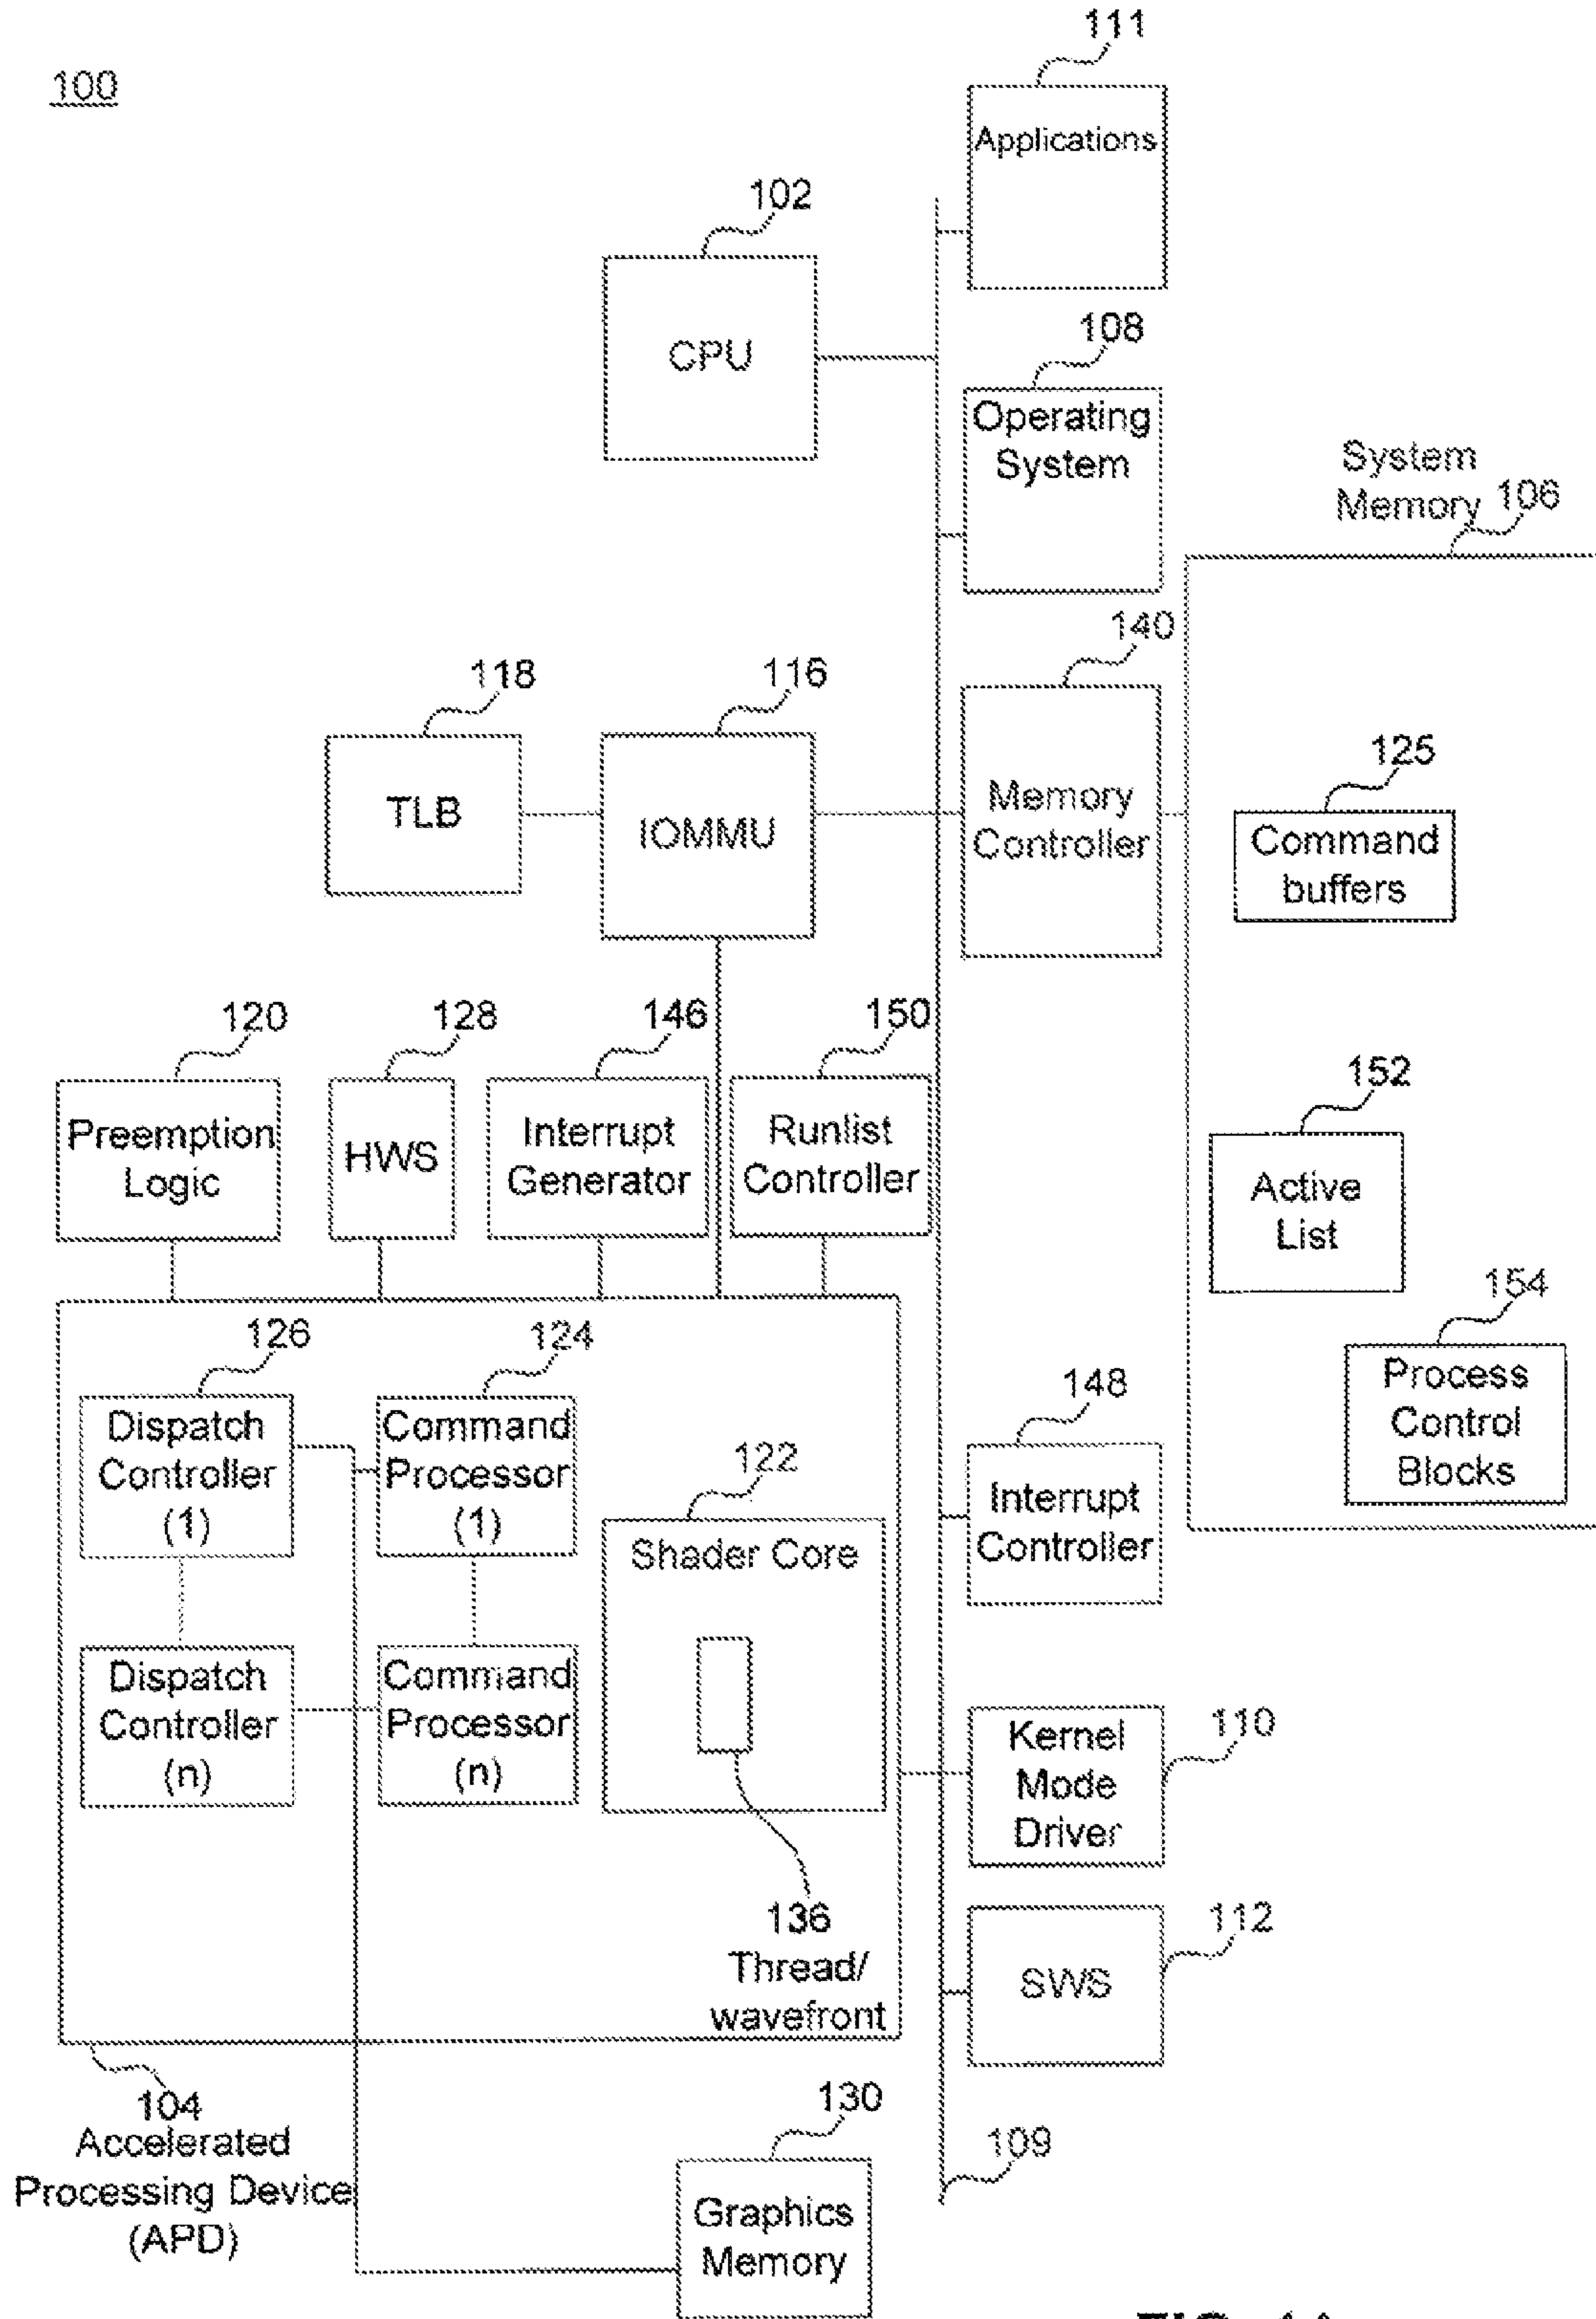 100
111
Applications
102
CPU
108
Operating
System
System
Memory 106
140
Memory
Controller
118
TLB
116
IOMMU
125
Command
buffers
120
Preemption
Logic
128
HWS
146
Interrupt
Generator
150
Runlist
Controller
152
Active
List
154
Process
Control
Blocks
126
Dispatch
Controller
(1)
124
Command
Processor
(1)
122
Shader Core
148
Interrupt
Controller
Dispatch
Controller
(n)
Command
Processor
(n)
110
Kernel
Mode
Driver
136
Thread/
wavefront
112
SWS
104
Accelerated
Processing Device
(APD)
130
Graphics
Memory
109